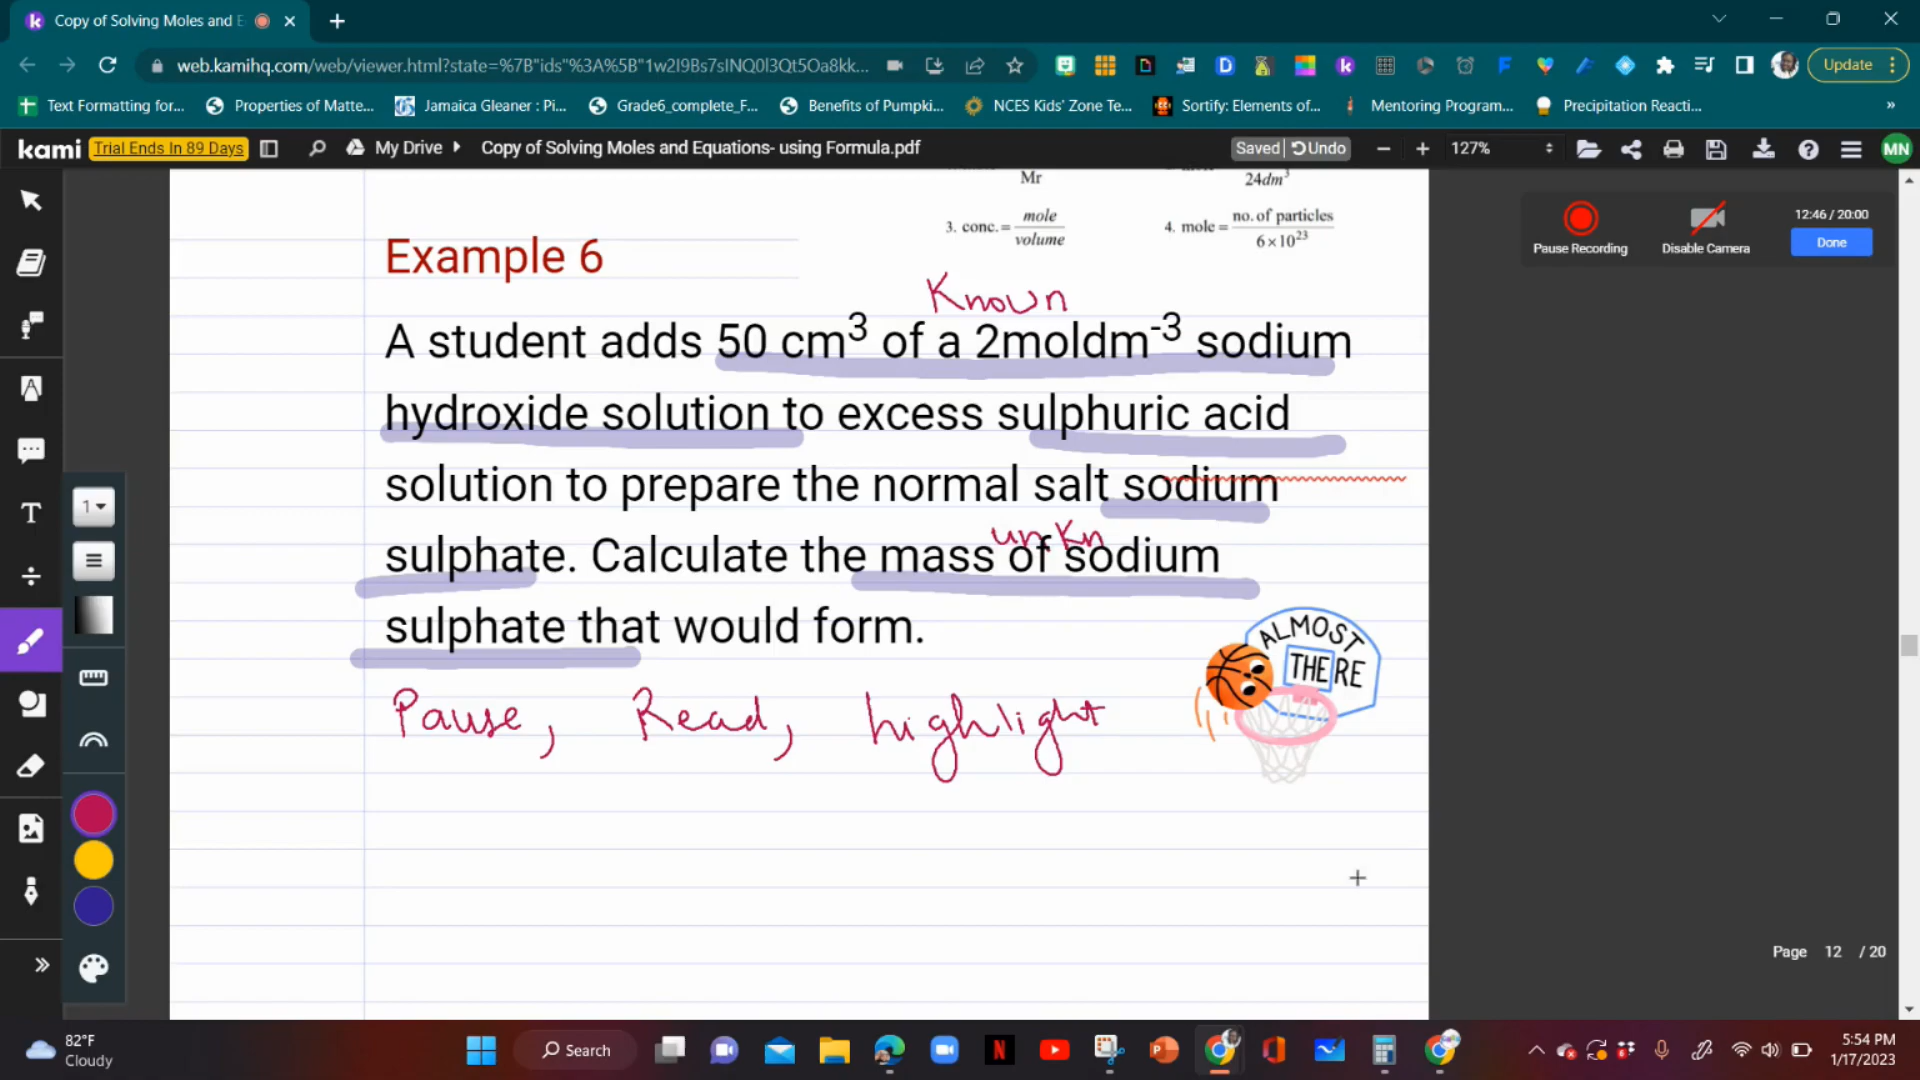 Copy of Solving Moles and E
web.kamihq.com/web/viewer.html?state=%7B"ids"%3A%5B"1w2I9Bs7sINQ0l3Qt5Oa8kk...
Update
Text Formatting for...
Properties of Matte...
Jamaica Gleaner : Pi...
Grade6_complete_F...
Benefits of Pumpki...
NCES Kids' Zone Te...
Sortify: Elements of...
Mentoring Program...
Precipitation Reacti...
»
kami
Trial Ends In 89 Days
My Drive
Copy of Solving Moles and Equations- using Formula.pdf
Saved
Undo
127%
MN
Mr
24dm³
3. conc. = mole / volume
4. mole = no. of particles / 6×10²³
12:46 / 20:00
Pause Recording
Disable Camera
Done
Example 6
Known
A student adds 50 cm³ of a 2moldm⁻³ sodium
hydroxide solution to excess sulphuric acid
solution to prepare the normal salt sodium
unkn
sulphate. Calculate the mass of sodium
sulphate that would form.
ALMOST
THERE
Pause, Read, highlight
1
Page 12 / 20
82°F
Cloudy
Search
5:54 PM
1/17/2023